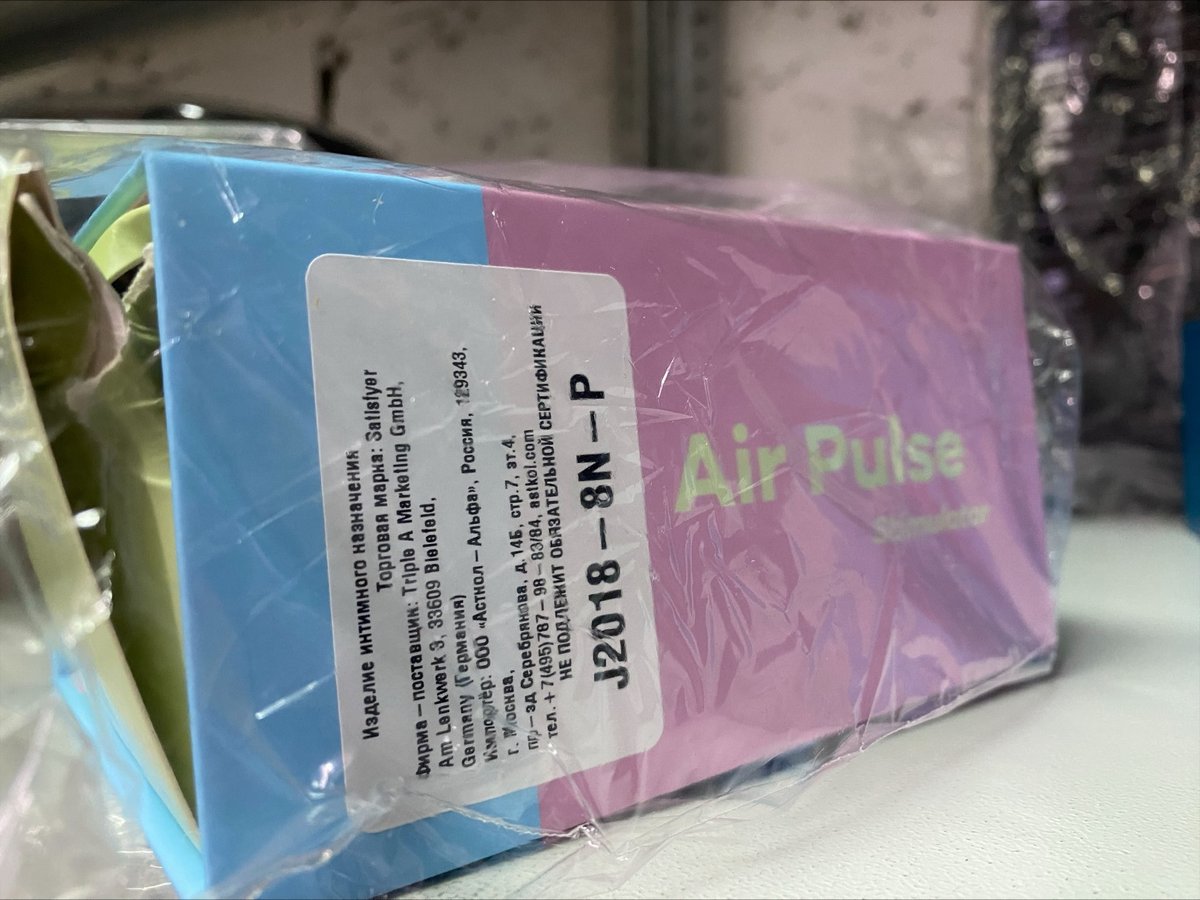 Изделие интимного назначения
Торговая марка: Satisfyer
Фирма – поставщик: Triple A Marketing GmbH,
Am Lenkwerk 3, 33609 Bielefeld,
Germany (Германия)
Импортёр: ООО «Асткол – Альфа», Россия, 129343,
г. Москва,
пр – зд Серебрякова, д. 14Б, стр.7, эт.4,
тел. + 7(495)787 – 98 – 83/84, astkol.com
НЕ ПОДЛЕЖИТ ОБЯЗАТЕЛЬНОЙ СЕРТИФИКАЦИИ
J2018 – 8N – P
Air Pulse
Stimulator